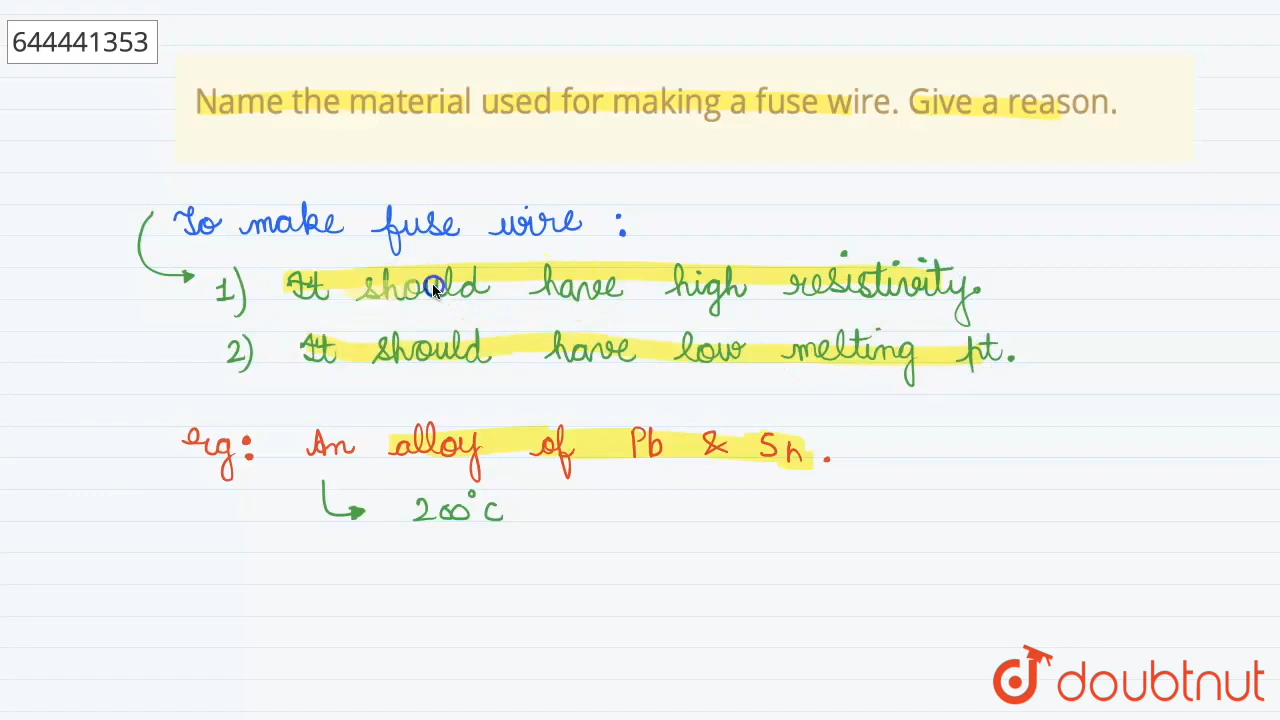 644441353
Name the material used for making a fuse wire. Give a reason.
To make fuse wire :
1) It should have high resistivity.
2) It should have low melting pt.
eg: An alloy of Pb & Sn.
200°C
doubtnut